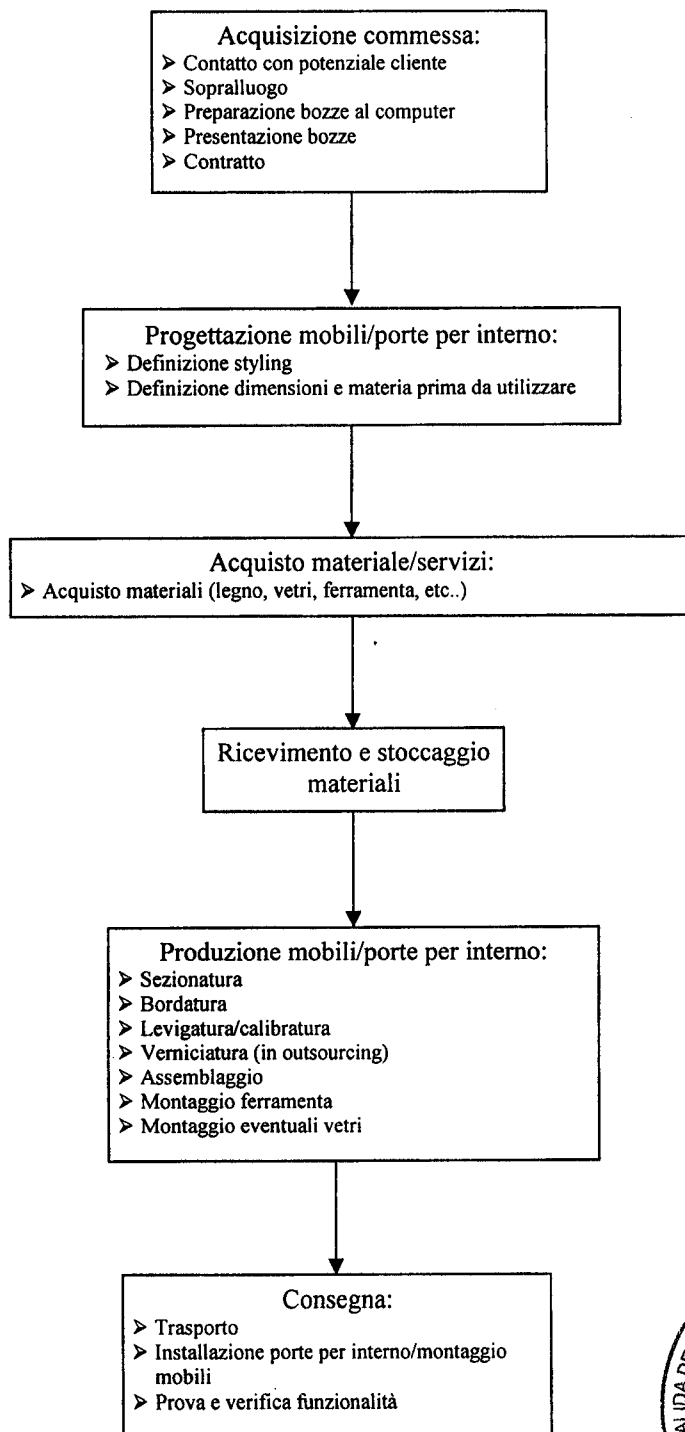 Acquisizione commessa:
➢ Contatto con potenziale cliente
➢ Sopralluogo
➢ Preparazione bozze al computer
➢ Presentazione bozze
➢ Contratto
Progettazione mobili/porte per interno:
➢ Definizione styling
➢ Definizione dimensioni e materia prima da utilizzare
Acquisto materiale/servizi:
➢ Acquisto materiali (legno, vetri, ferramenta, etc..)
Ricevimento e stoccaggio
materiali
Produzione mobili/porte per interno:
➢ Sezionatura
➢ Bordatura
➢ Levigatura/calibratura
➢ Verniciatura (in outsourcing)
➢ Assemblaggio
➢ Montaggio ferramenta
➢ Montaggio eventuali vetri
Consegna:
➢ Trasporto
➢ Installazione porte per interno/montaggio
mobili
➢ Prova e verifica funzionalità